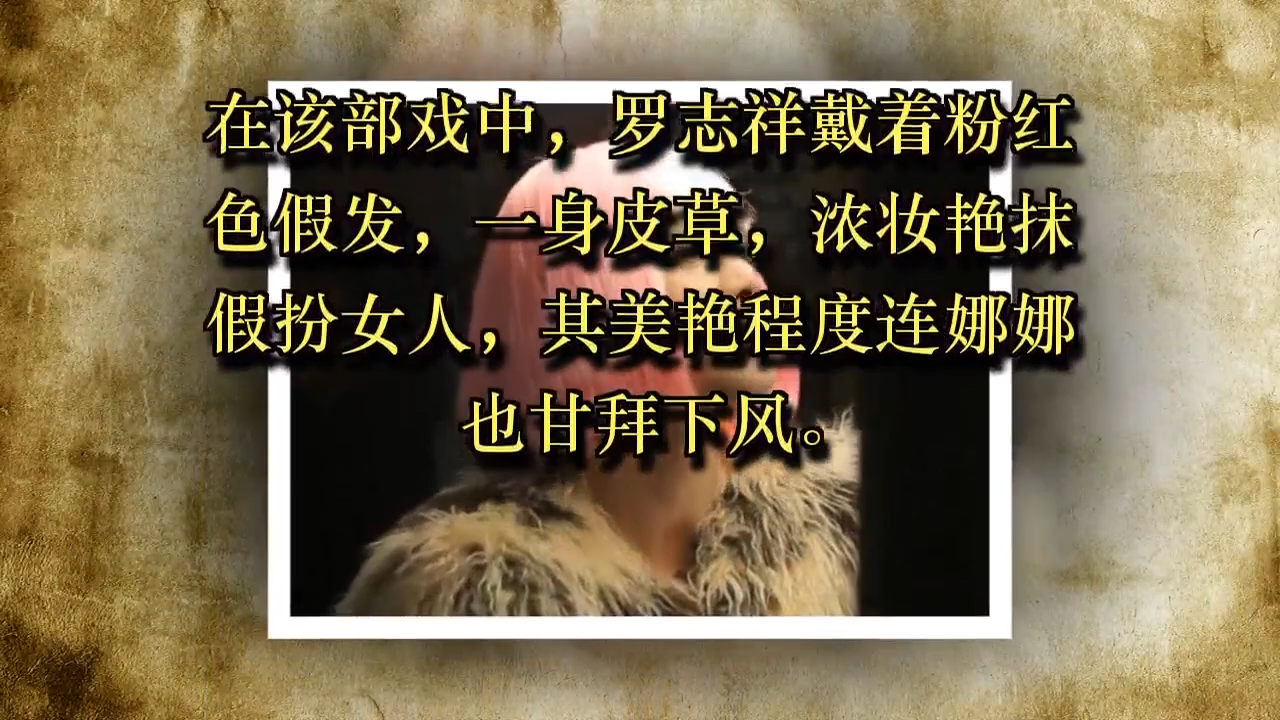 在该部戏中，罗志祥戴着粉红
色假发，一身皮草，浓妆艳抹
假扮女人，其美艳程度连娜娜
也甘拜下风。